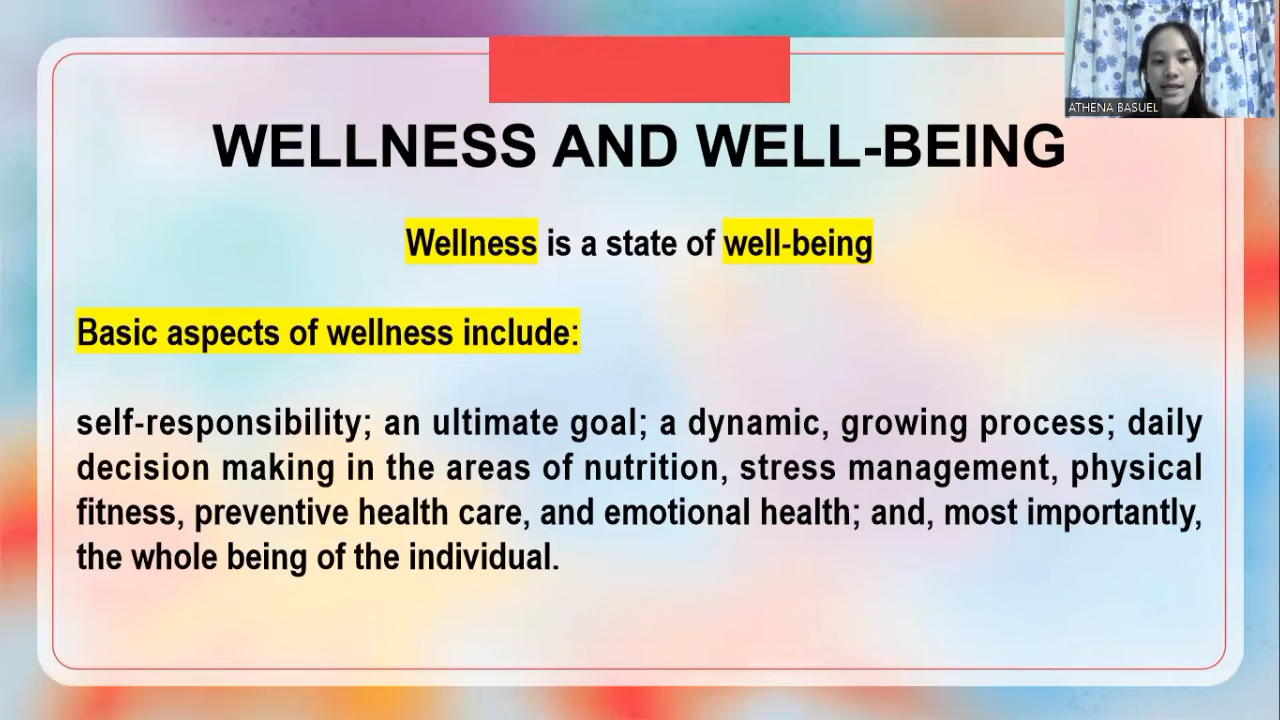 ATHENA BASUEL
WELLNESS AND WELL-BEING
Wellness is a state of well-being
Basic aspects of wellness include:
self-responsibility; an ultimate goal; a dynamic, growing process; daily
decision making in the areas of nutrition, stress management, physical
fitness, preventive health care, and emotional health; and, most importantly,
the whole being of the individual.